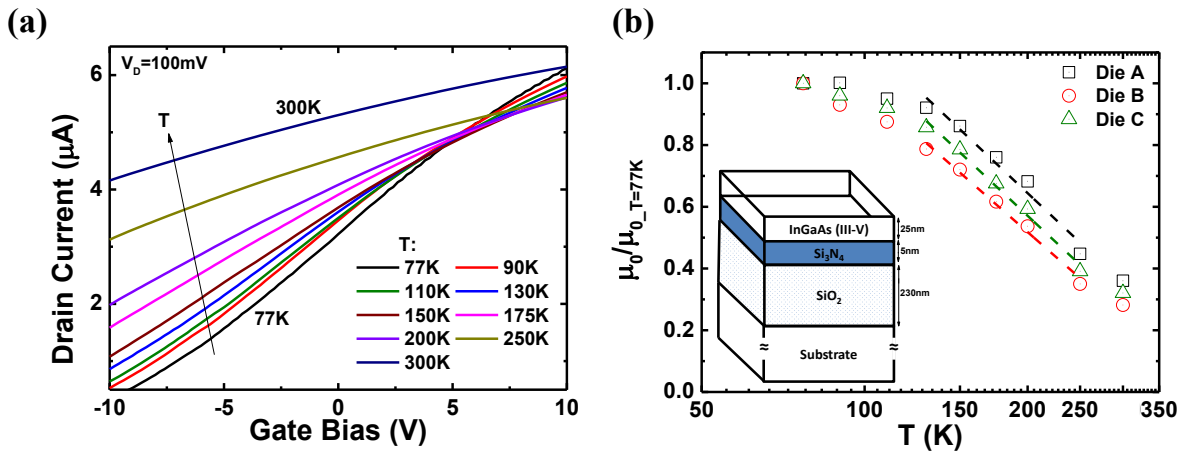 (a)
V_D=100mV
300K
T
77K
T:
77K 90K
110K 130K
150K 175K
200K 250K
300K
Drain Current (μA)
6
4
2
-10 -5 0 5 10
Gate Bias (V)
(b)
Die A
Die B
Die C
μ₀/μ₀_T=77K
1.0
0.8
0.6
0.4
0.2
0.0
InGaAs (III-V)
25nm
Si₃N₄
5nm
SiO₂
230nm
≈ ≈
Substrate
50 100 150 200 250 350
T (K)